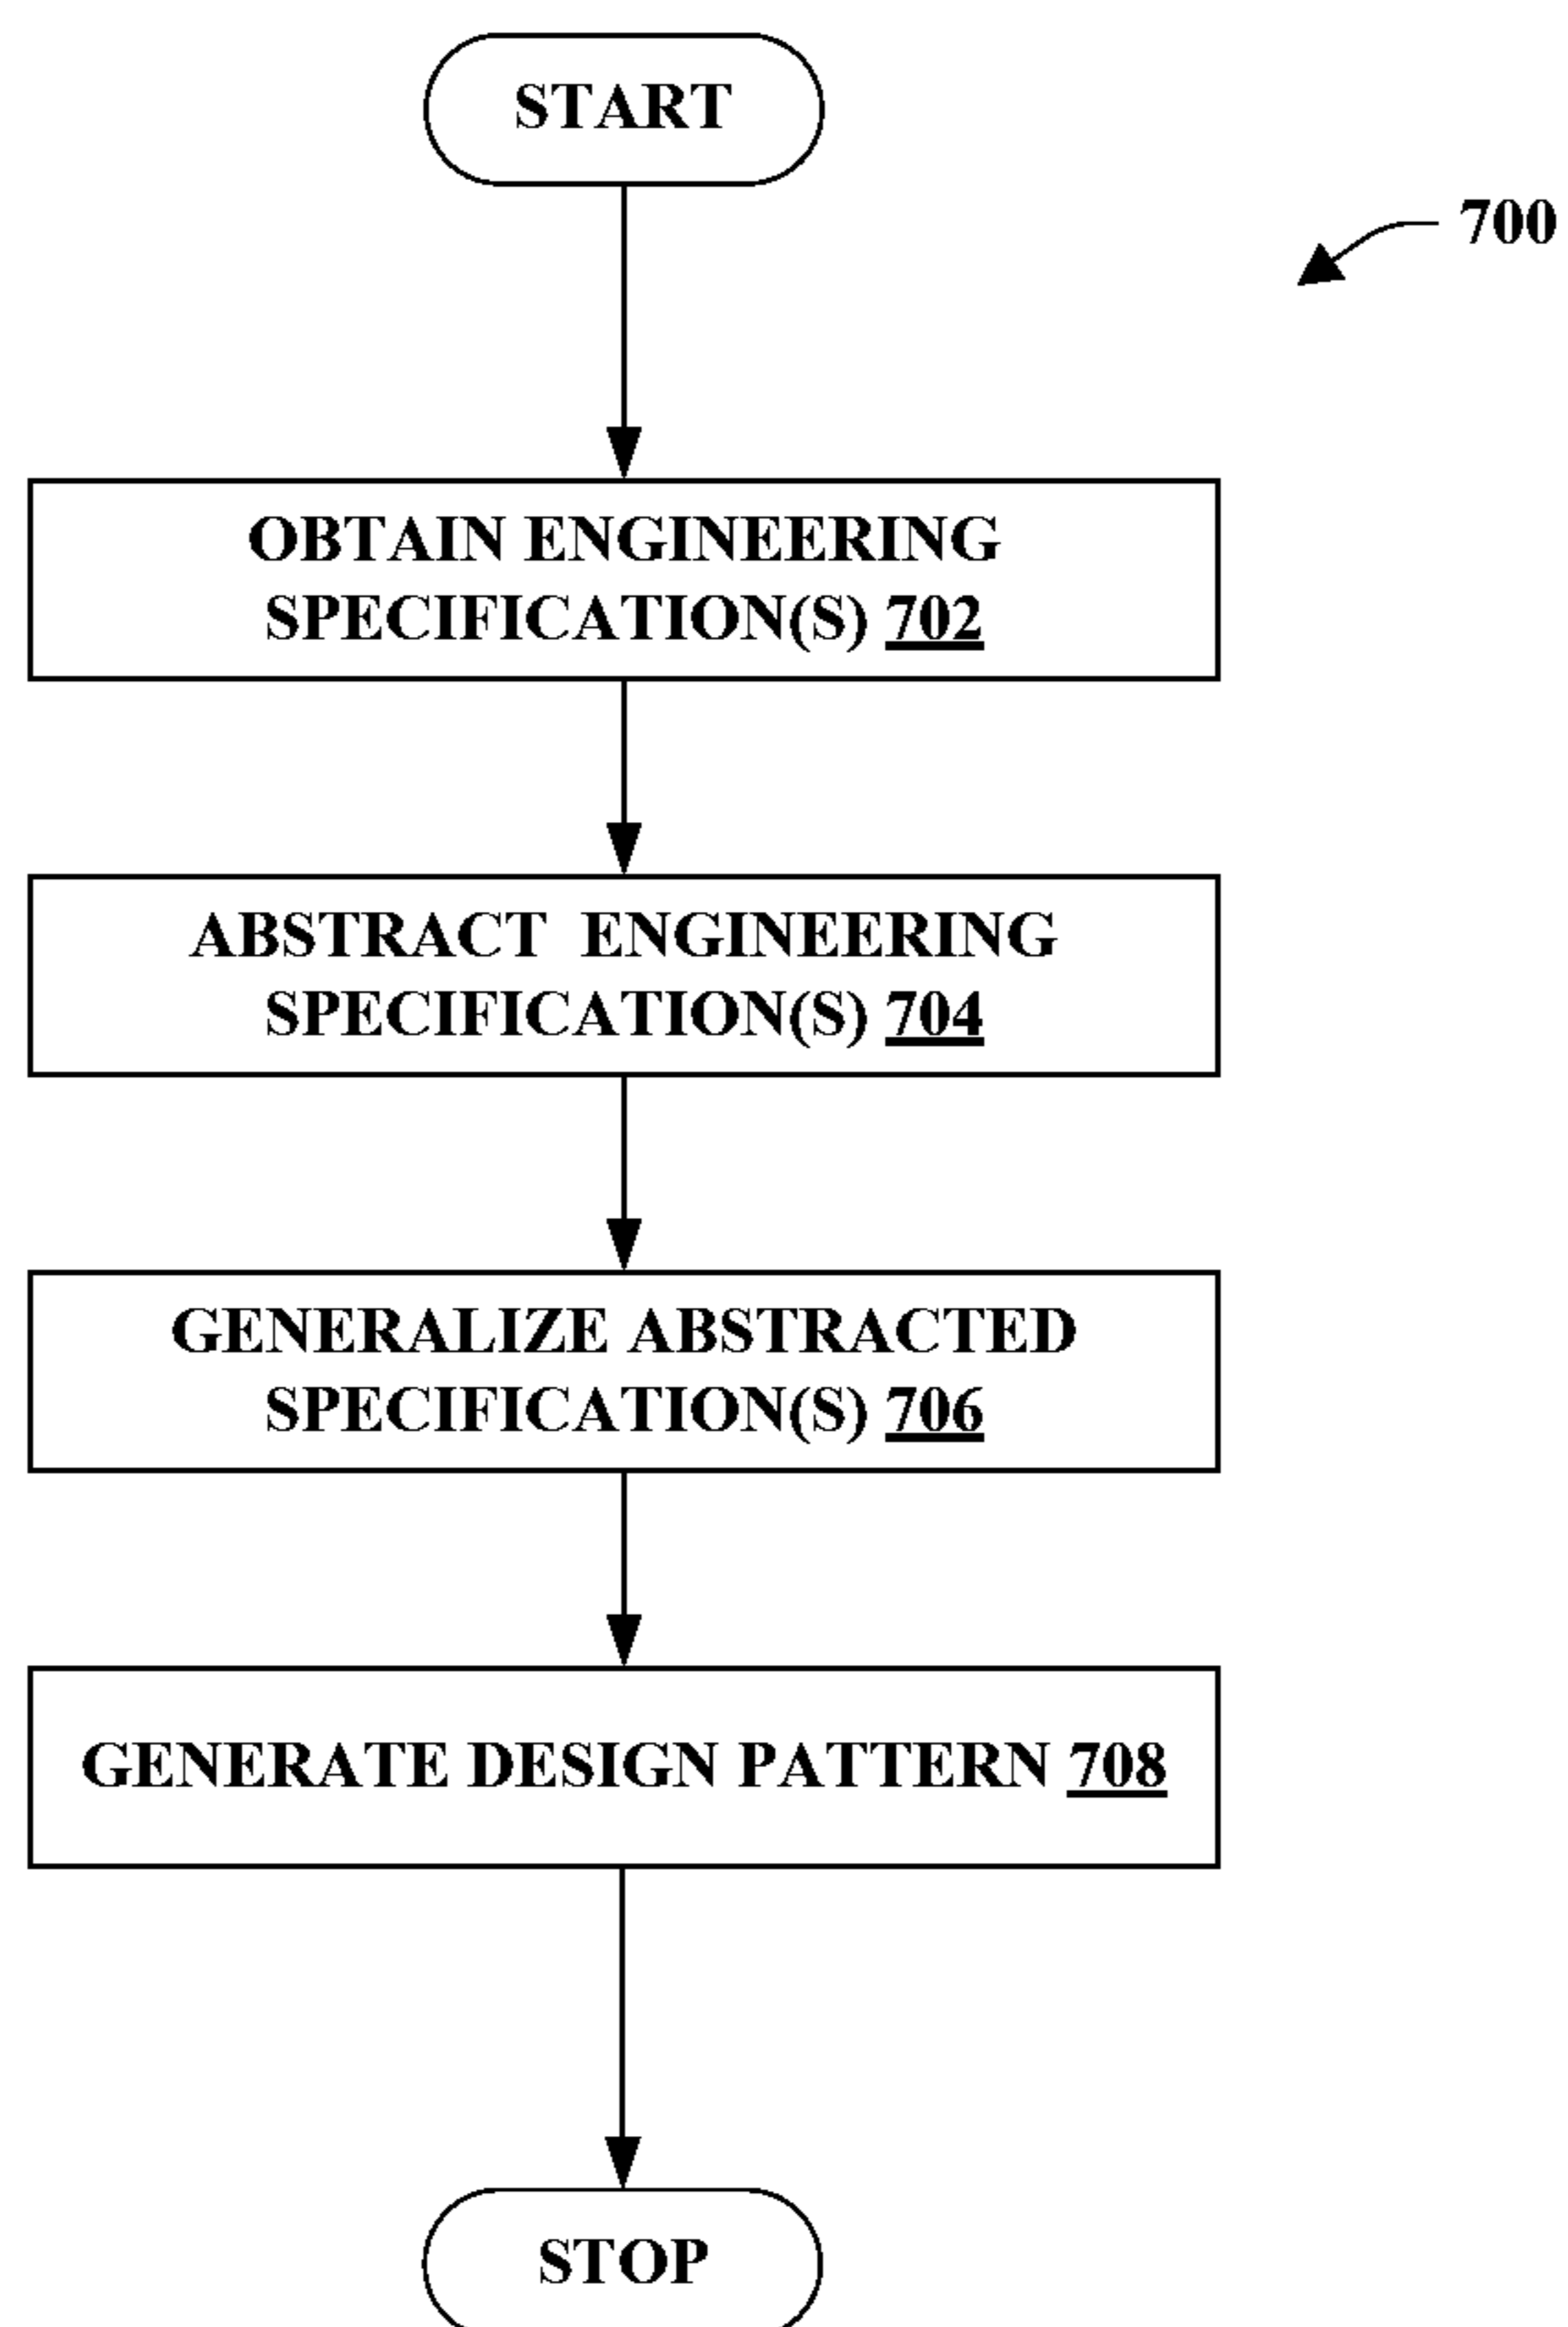 START
700
OBTAIN ENGINEERING
SPECIFICATION(S) 702
ABSTRACT ENGINEERING
SPECIFICATION(S) 704
GENERALIZE ABSTRACTED
SPECIFICATION(S) 706
GENERATE DESIGN PATTERN 708
STOP